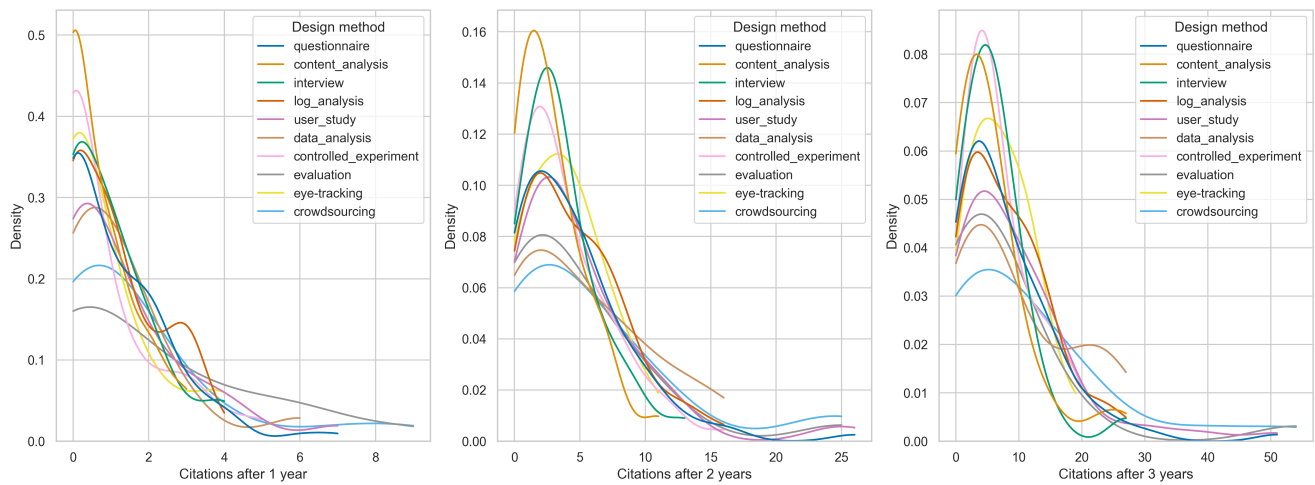 Density
0.5
0.4
0.3
0.2
0.1
0.0
0
2
4
6
8
Citations after 1 year
Design method
questionnaire
content_analysis
interview
log_analysis
user_study
data_analysis
controlled_experiment
evaluation
eye-tracking
crowdsourcing
Density
0.16
0.14
0.12
0.10
0.08
0.06
0.04
0.02
0.00
0
5
10
15
20
25
Citations after 2 years
Design method
questionnaire
content_analysis
interview
log_analysis
user_study
data_analysis
controlled_experiment
evaluation
eye-tracking
crowdsourcing
Density
0.08
0.07
0.06
0.05
0.04
0.03
0.02
0.01
0.00
0
10
20
30
40
50
Citations after 3 years
Design method
questionnaire
content_analysis
interview
log_analysis
user_study
data_analysis
controlled_experiment
evaluation
eye-tracking
crowdsourcing